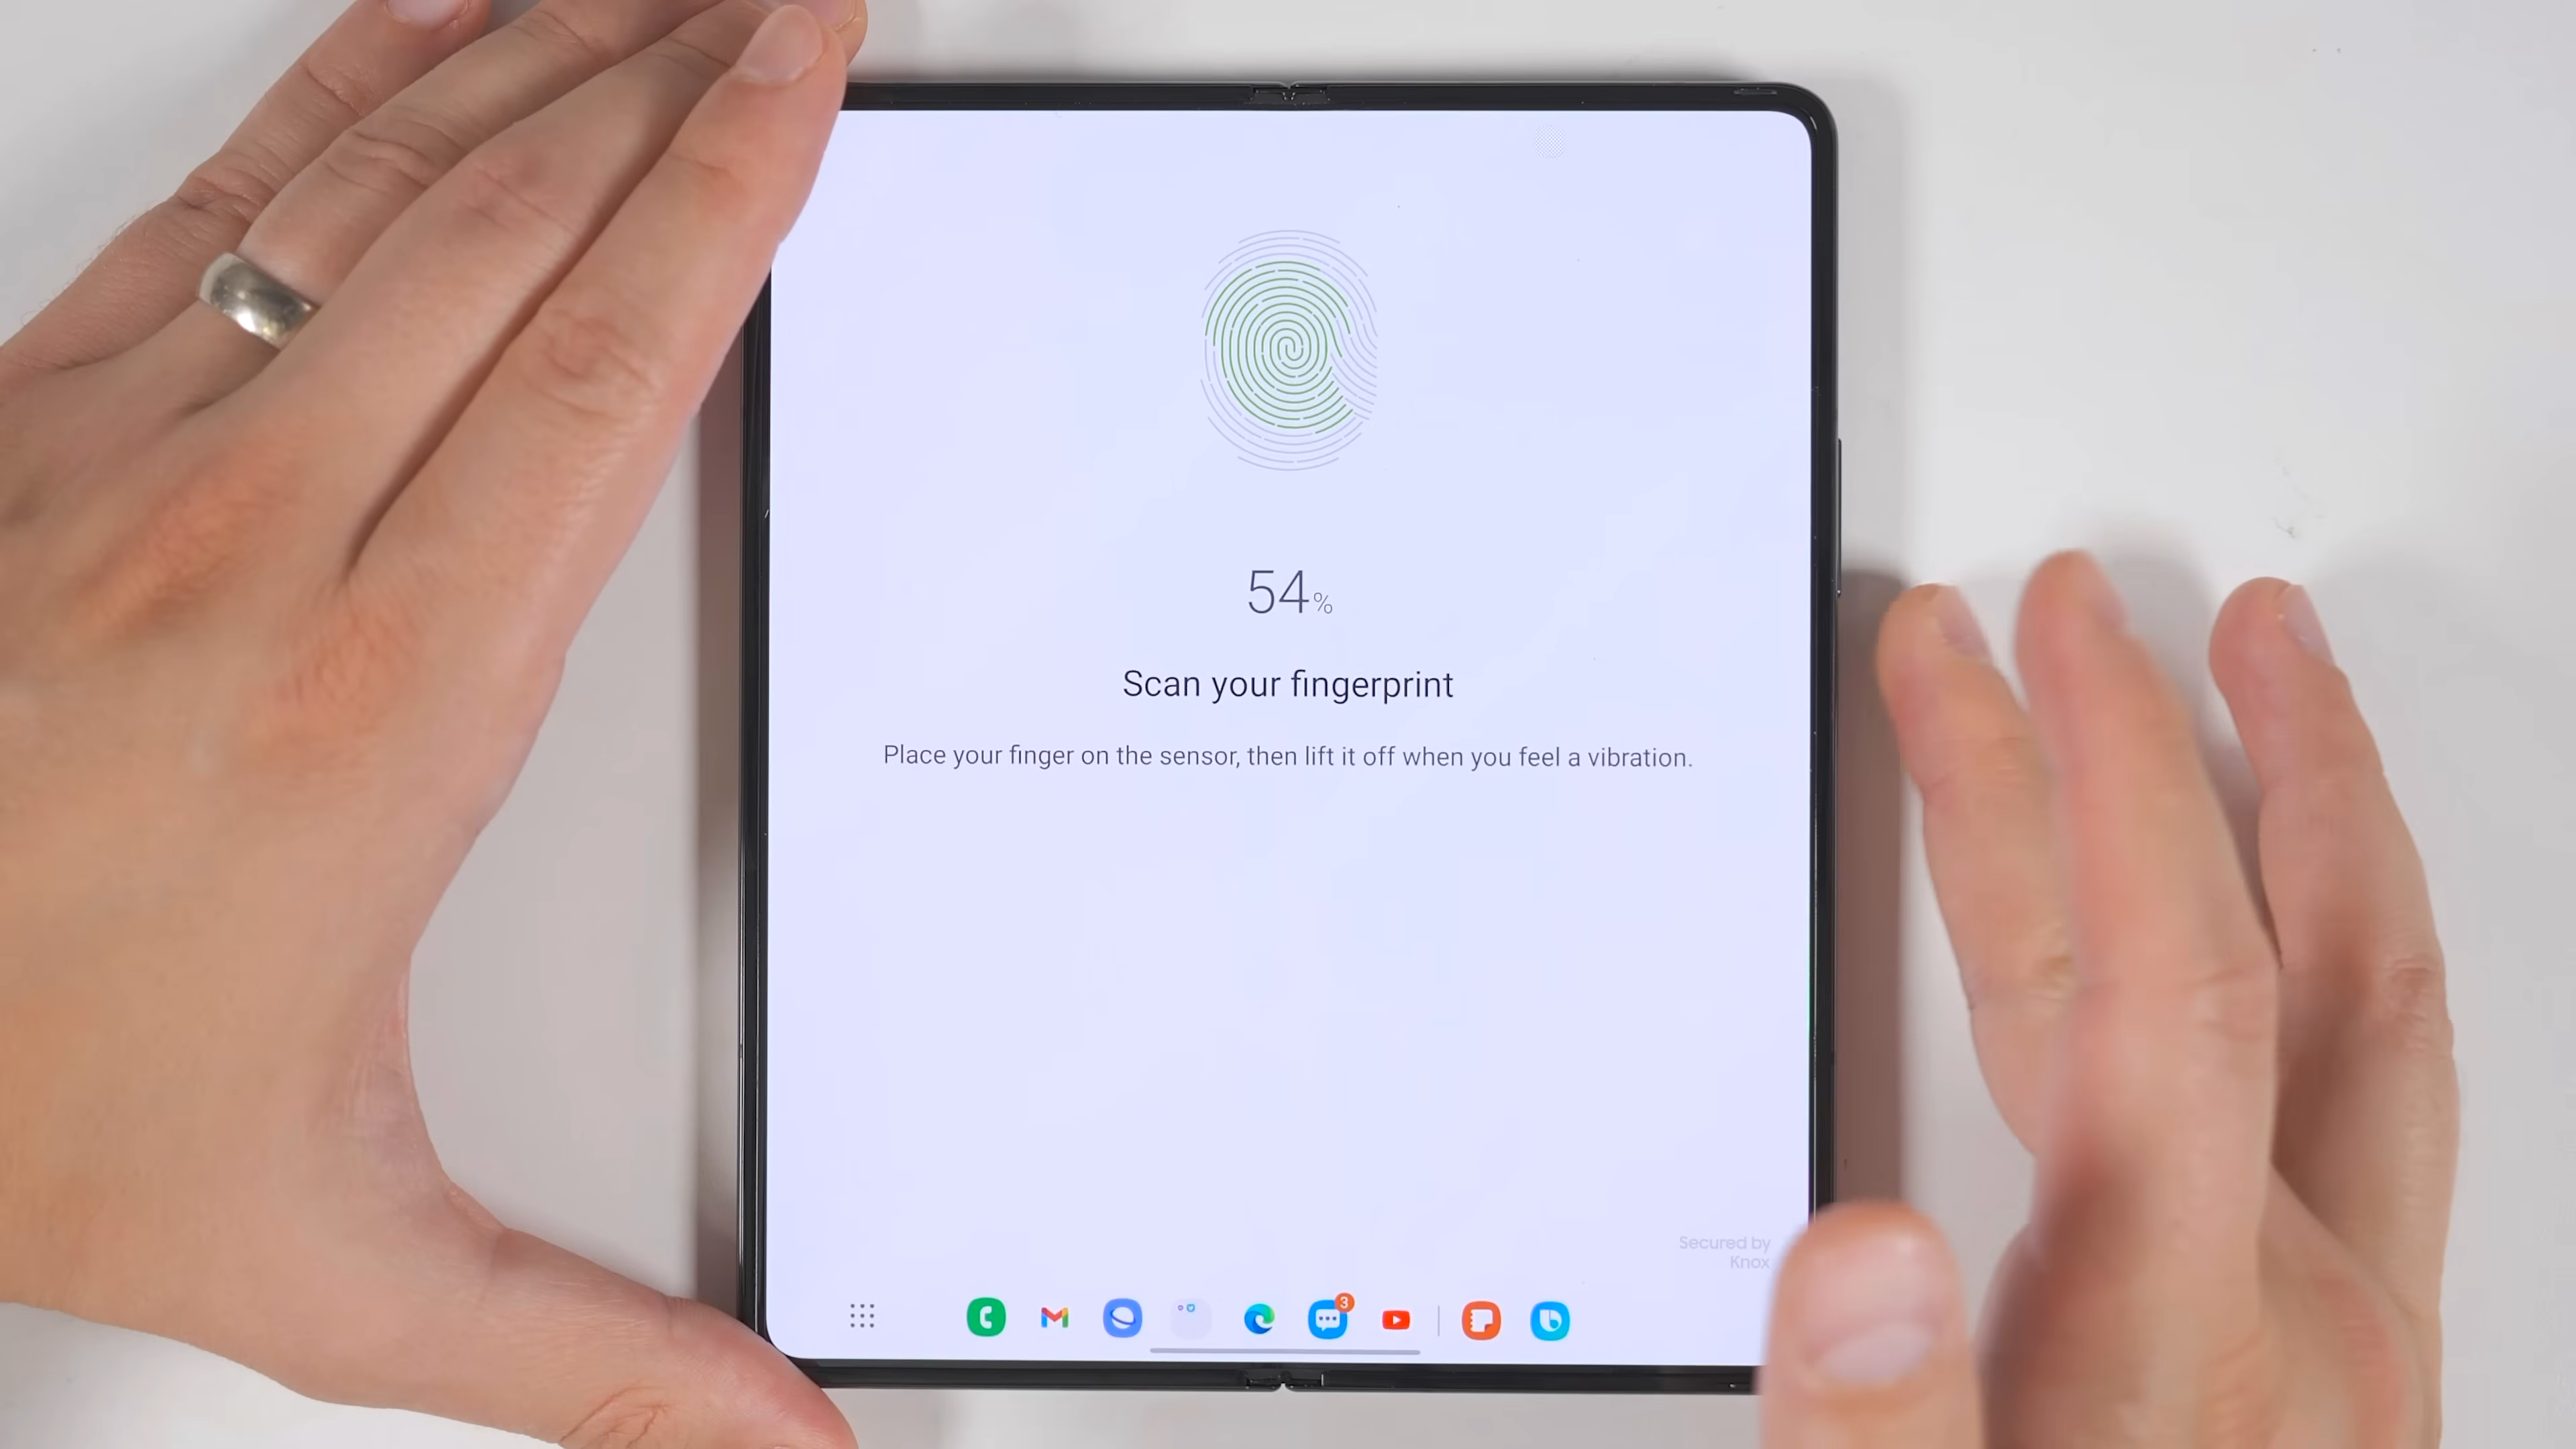 54%
Scan your fingerprint
Place your finger on the sensor, then lift it off when you feel a vibration.
Secured by
Knox
3